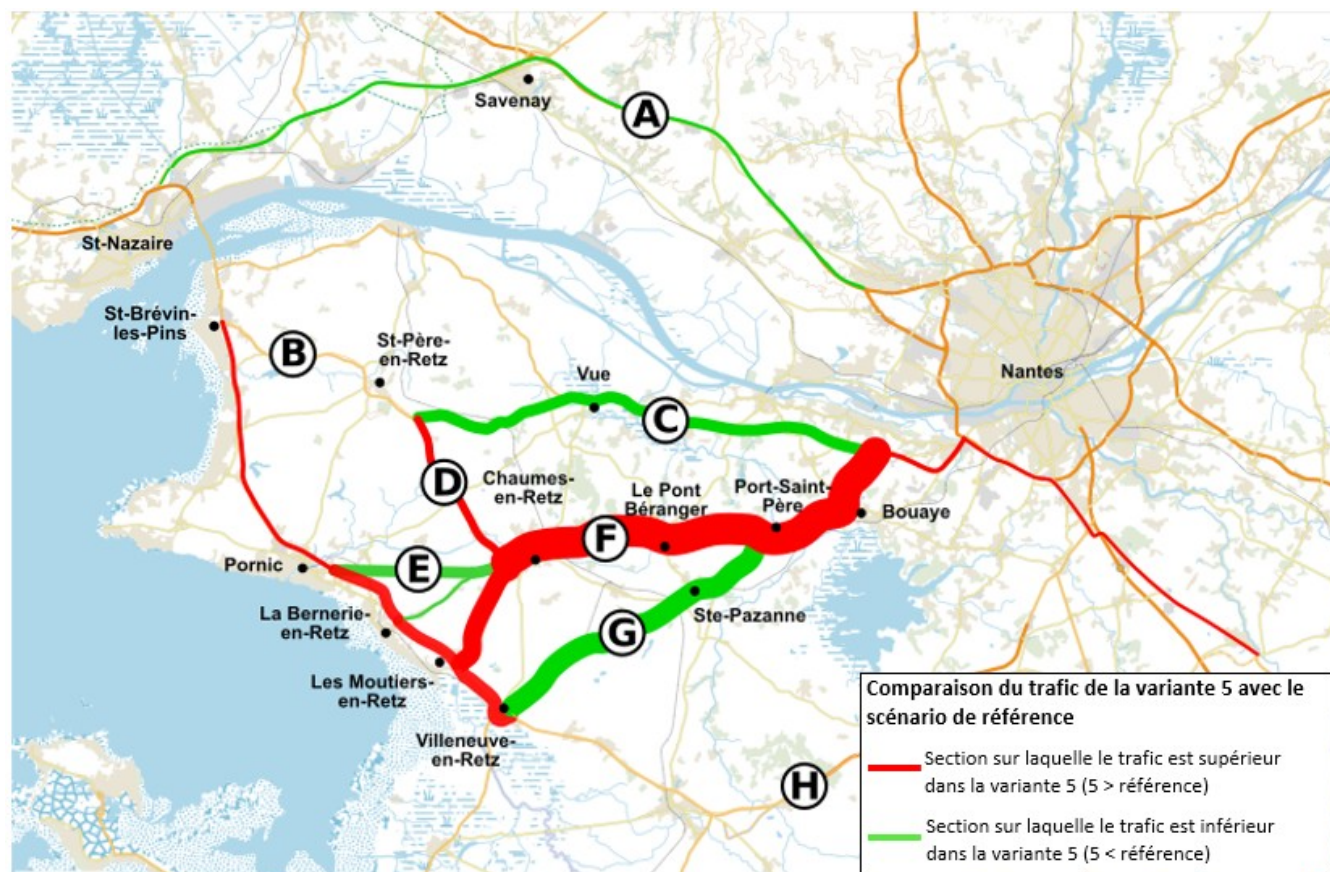 Savenay
A
St-Nazaire
Nantes
St-Brévin-
les-Pins
B
St-Père-
en-Retz
Vue
C
D
Chaumes-
en-Retz
Le Pont
Béranger
Port-Saint-
Père
Bouaye
F
Pornic
E
La Bernerie-
en-Retz
Ste-Pazanne
G
Les Moutiers-
en-Retz
Villeneuve-
en-Retz
H
Comparaison du trafic de la variante 5 avec le
scénario de référence
Section sur laquelle le trafic est supérieur
dans la variante 5 (5 > référence)
Section sur laquelle le trafic est inférieur
dans la variante 5 (5 < référence)